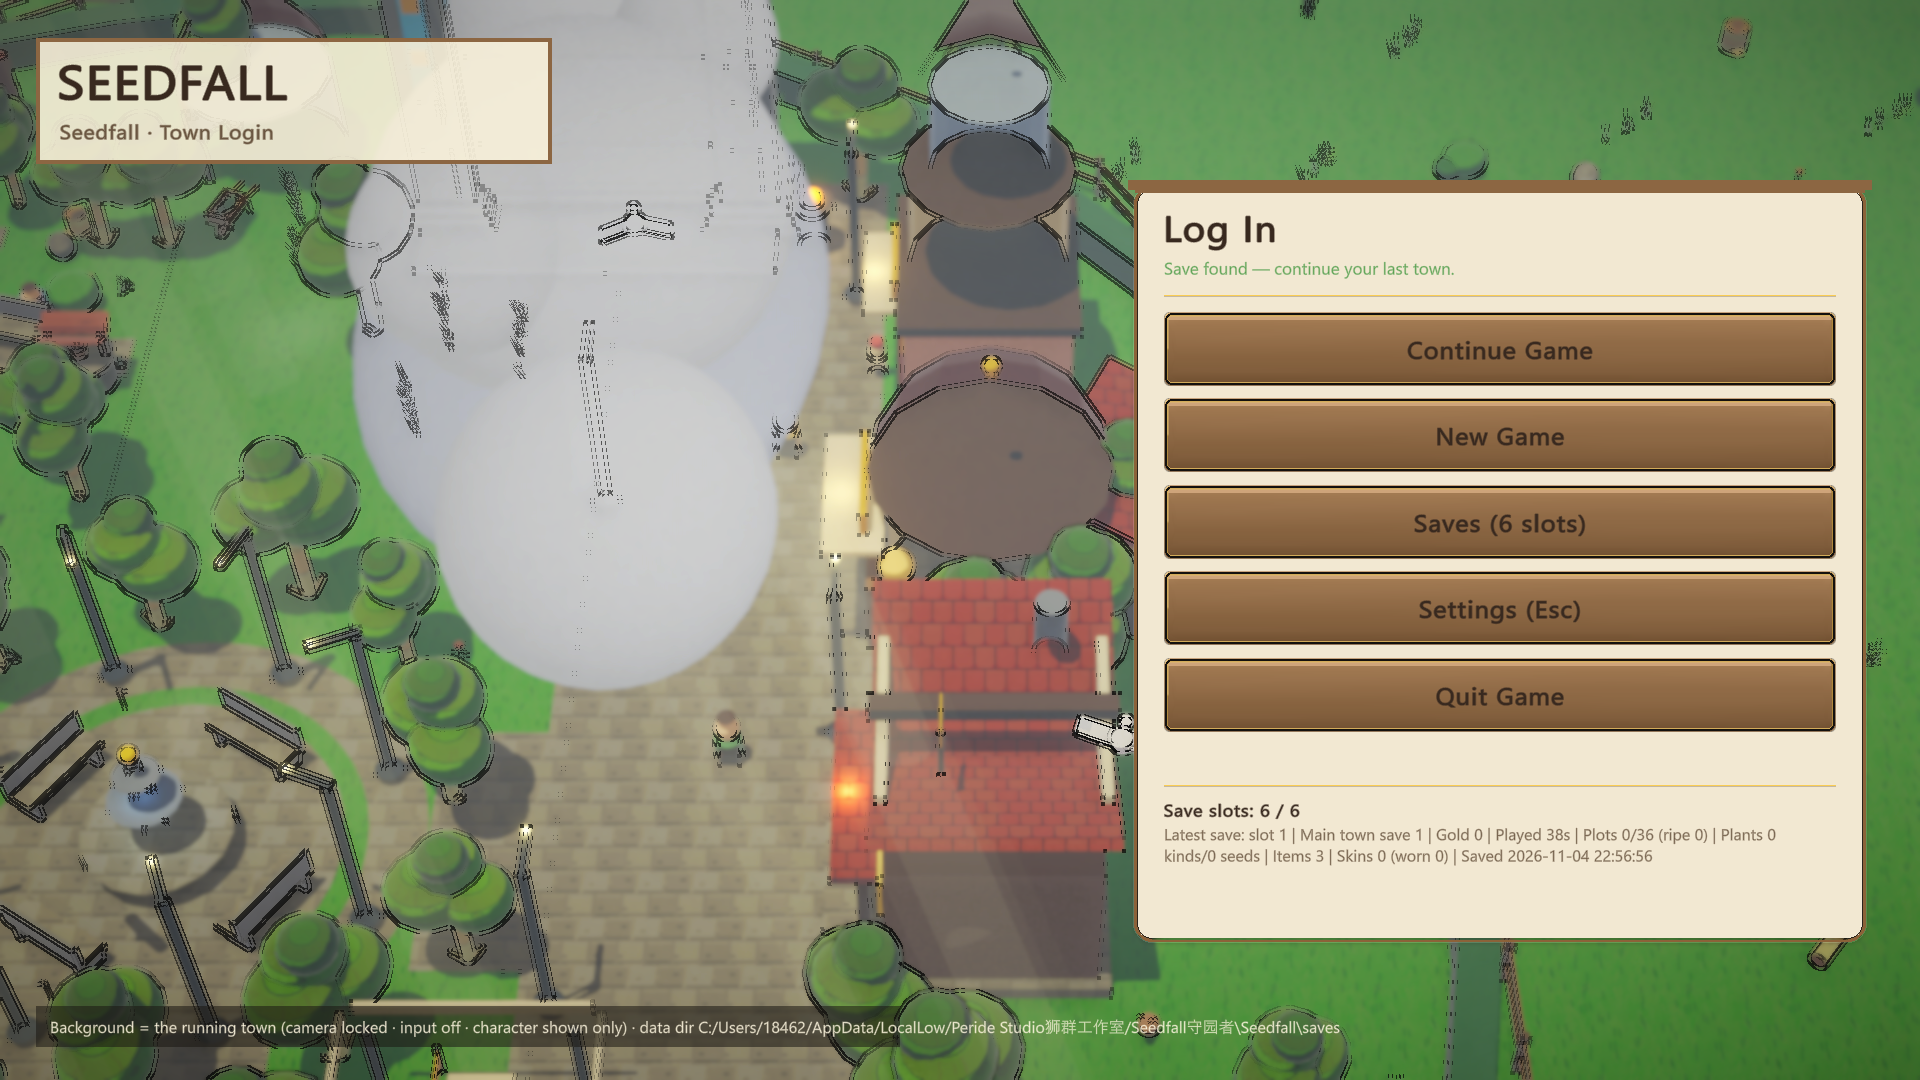 SEEDFALL
Seedfall · Town Login
Log In
Save found — continue your last town.
Continue Game
New Game
Saves (6 slots)
Settings (Esc)
Quit Game
Save slots: 6 / 6
Latest save: slot 1 | Main town save 1 | Gold 0 | Played 38s | Plots 0/36 (ripe 0) | Plants 0
kinds/0 seeds | Items 3 | Skins 0 (worn 0) | Saved 2026-11-04 22:56:56
Background = the running town (camera locked · input off · character shown only) · data dir C:/Users/18462/AppData/LocalLow/Peride Studio狮群工作室/Seedfall守园者\Seedfall\saves